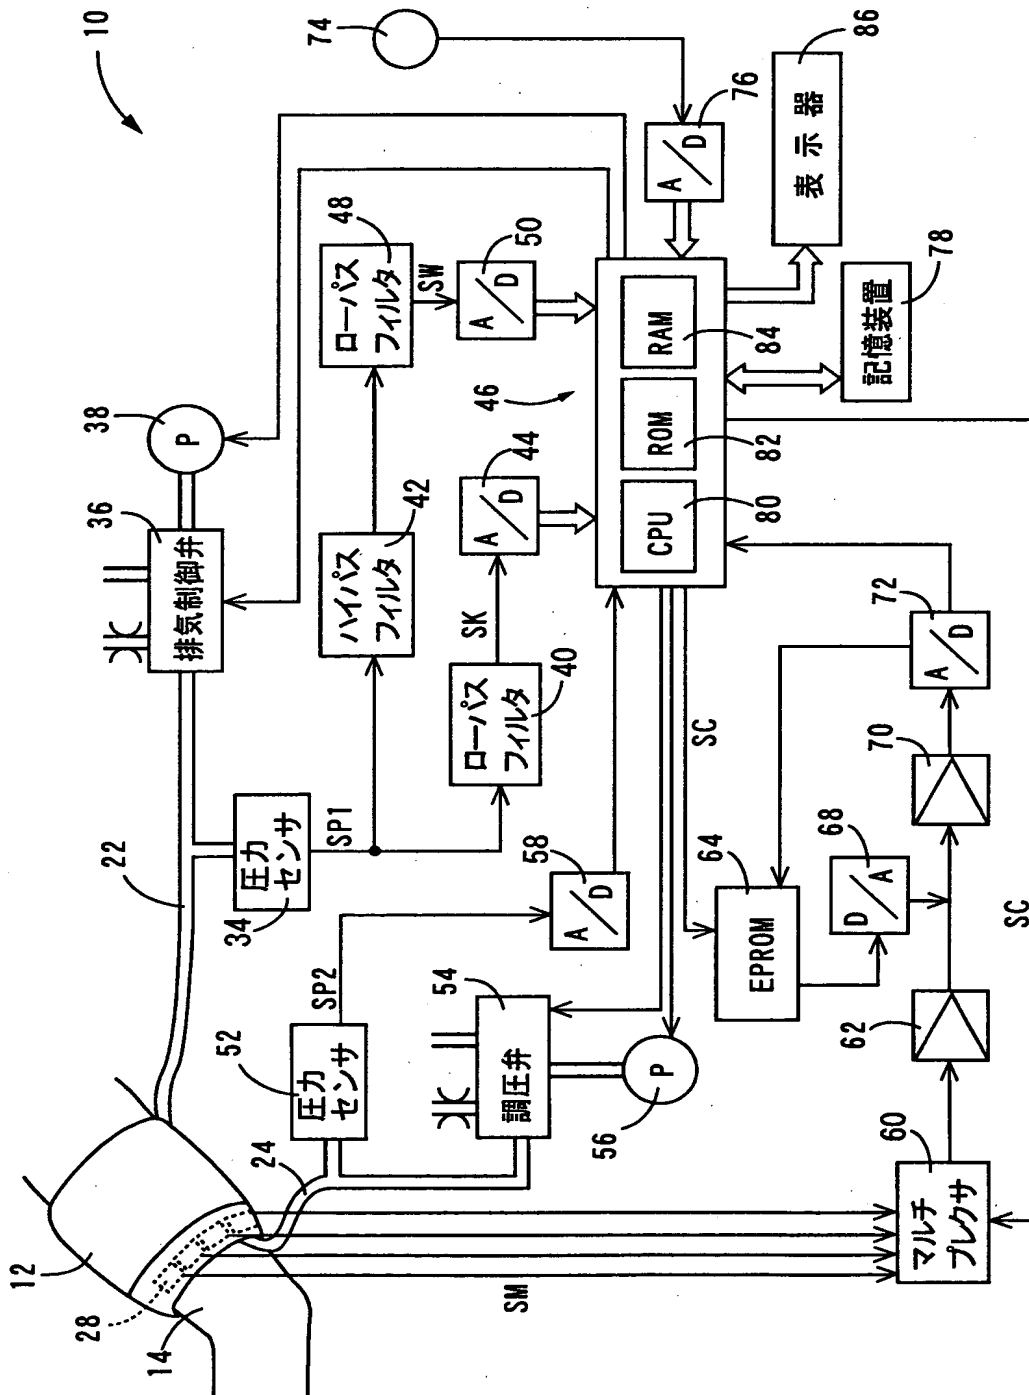 10
12
28
14
22
24
SM
52
圧力
センサ
SP2
34
圧力
センサ
SP1
36
排気制御弁
38
P
42
ハイパス
フィルタ
48
ローパス
フィルタ
SW
50
A/D
40
ローパス
フィルタ
SK
44
A/D
46
CPU
80
ROM
82
RAM
84
74
76
A/D
86
表示器
78
記憶装置
58
A/D
54
調圧弁
56
P
SC
64
EPROM
68
D/A
60
マルチ
プレクサ
62
70
72
A/D
SC